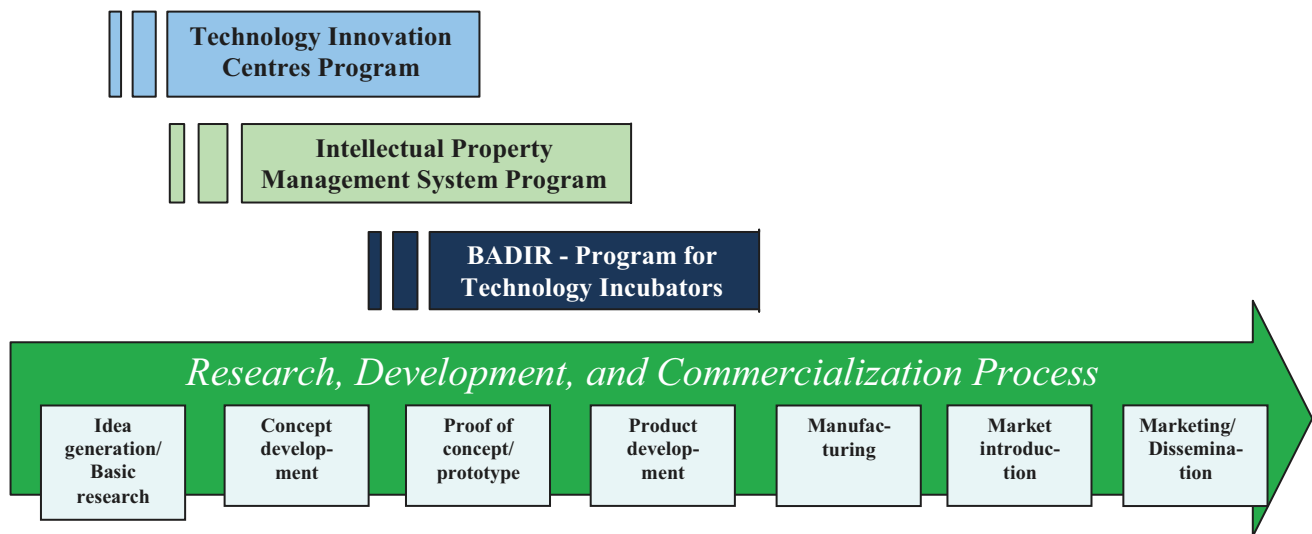 Technology Innovation
Centres Program
Intellectual Property
Management System Program
BADIR - Program for
Technology Incubators
Research, Development, and Commercialization Process
Idea
generation/
Basic
research
Concept
develop-
ment
Proof of
concept/
prototype
Product
develop-
ment
Manufac-
turing
Market
introduc-
tion
Marketing/
Dissemina-
tion